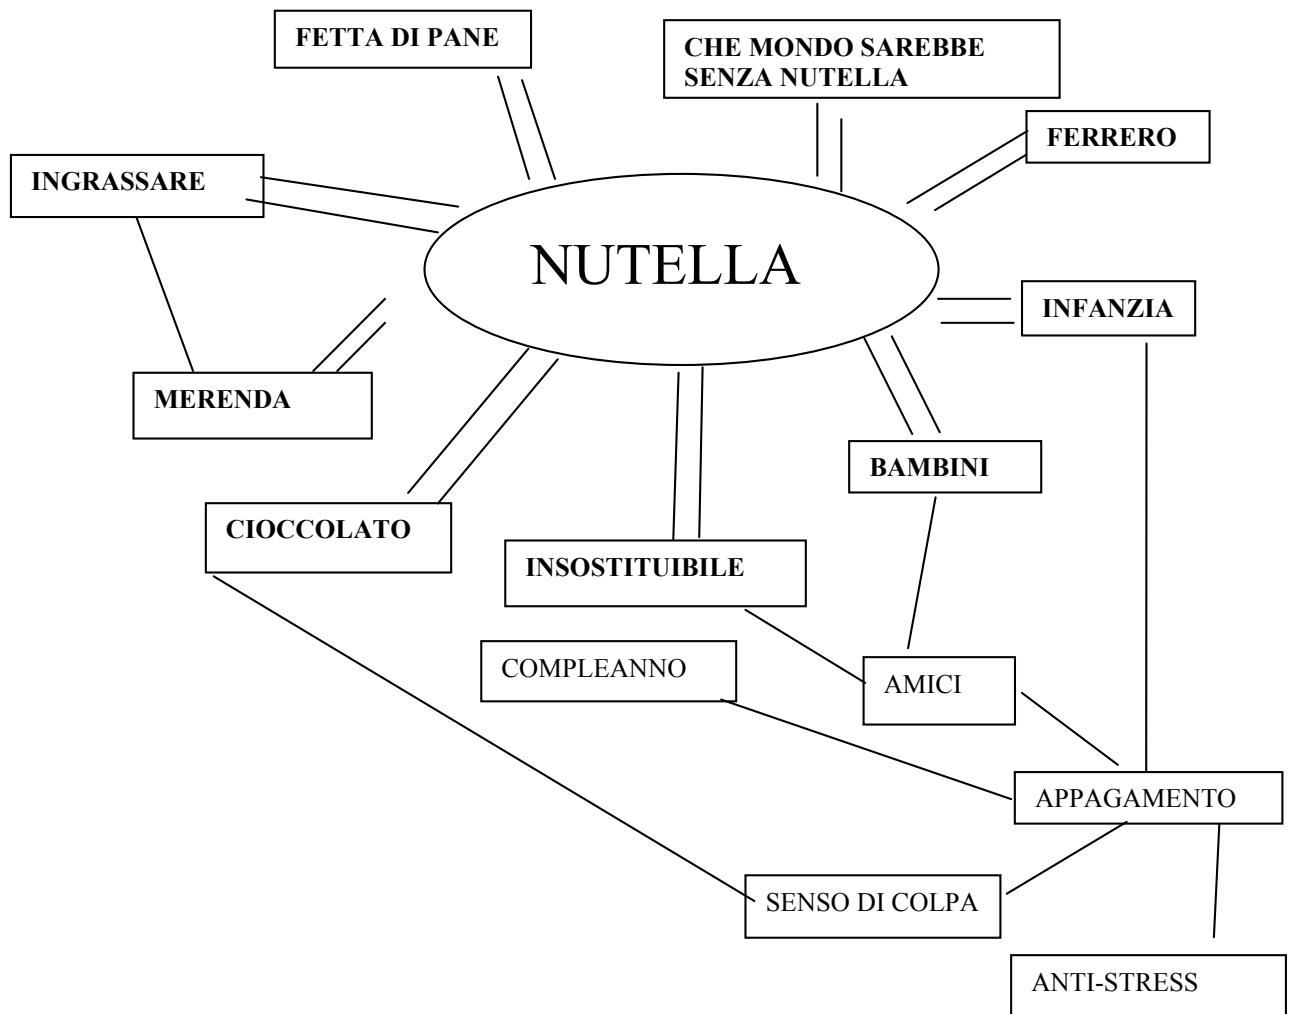 FETTA DI PANE
CHE MONDO SAREBBE
SENZA NUTELLA
FERRERO
INGRASSARE
NUTELLA
INFANZIA
MERENDA
BAMBINI
CIOCCOLATO
INSOSTITUIBILE
COMPLEANNO
AMICI
APPAGAMENTO
SENSO DI COLPA
ANTI-STRESS